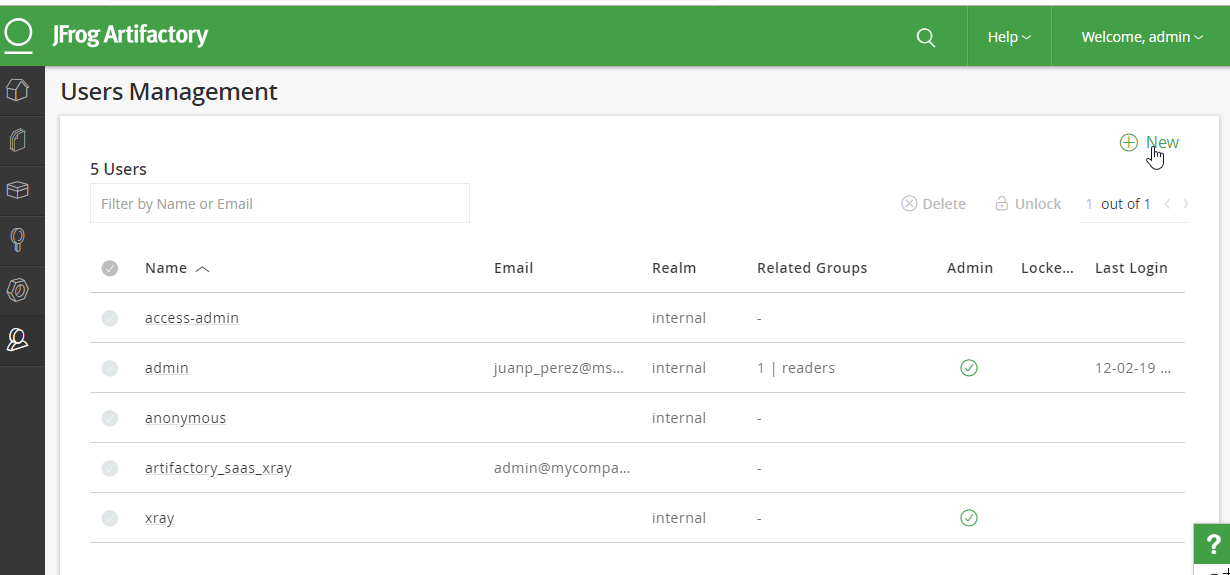 JFrog Artifactory
Help
Welcome, admin
Users Management
New
5 Users
Filter by Name or Email
Delete
Unlock
1 out of 1
Name Email Realm Related Groups Admin Locke... Last Login
access-admin internal -
admin juanp_perez@ms... internal 1 | readers 12-02-19 ...
anonymous internal -
artifactory_saas_xray admin@mycompa... -
xray internal -
?